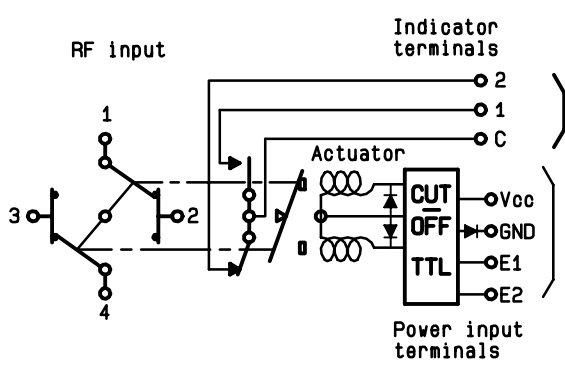 Indicator
terminals
RF input
2
1
C
1
Actuator
3
2
4
CUT
OFF
TTL
Vcc
GND
E1
E2
Power input
terminals